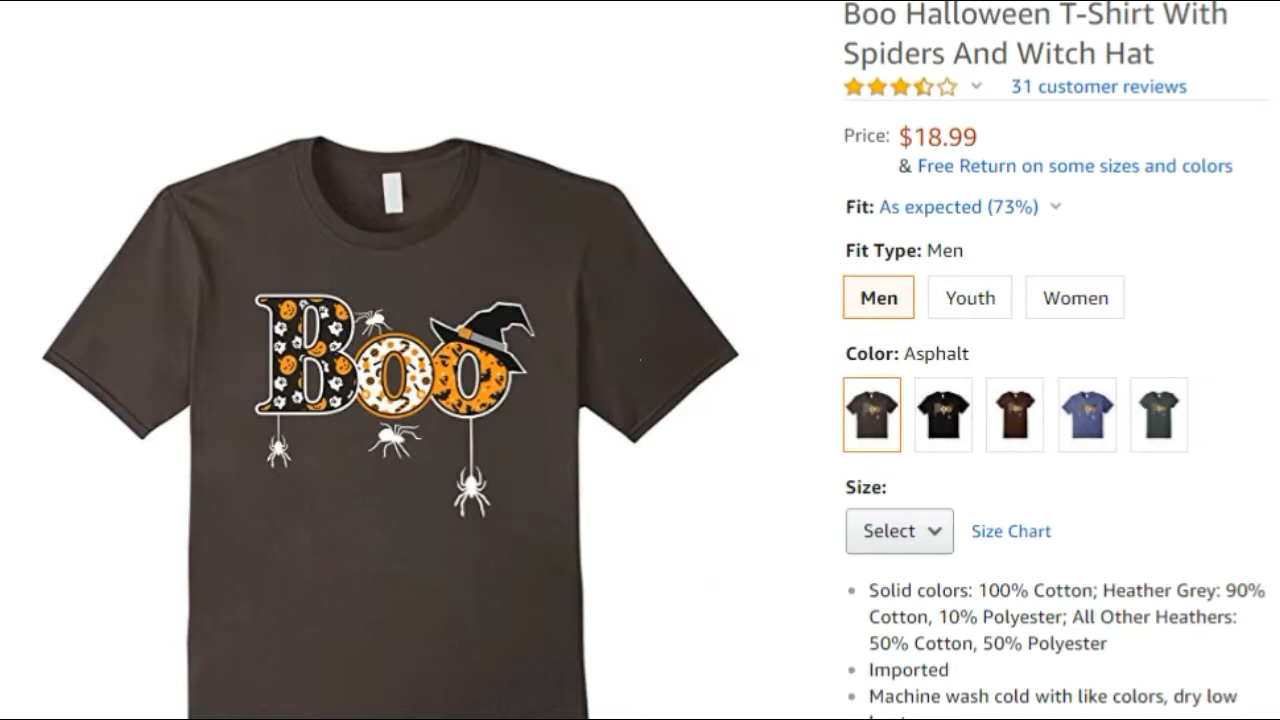 Boo Halloween T-Shirt With
Spiders And Witch Hat
31 customer reviews
Price: $18.99
& Free Return on some sizes and colors
Fit: As expected (73%)
Fit Type: Men
Men Youth Women
Color: Asphalt
Size:
Select Size Chart
Solid colors: 100% Cotton; Heather Grey: 90%
Cotton, 10% Polyester; All Other Heathers:
50% Cotton, 50% Polyester
Imported
Machine wash cold with like colors, dry low
Boo